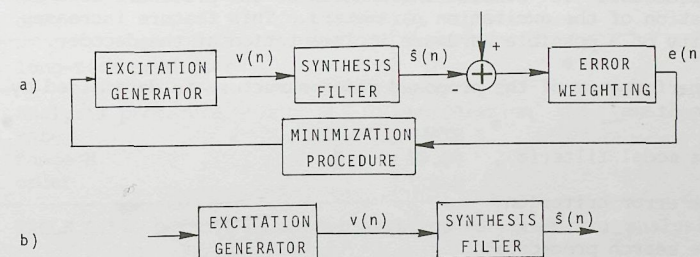 a)
EXCITATION
GENERATOR
v(n)
SYNTHESIS
FILTER
ŝ(n)
+
-
+
ERROR
WEIGHTING
e(n
MINIMIZATION
PROCEDURE
b)
EXCITATION
GENERATOR
v(n)
SYNTHESIS
FILTER
ŝ(n)